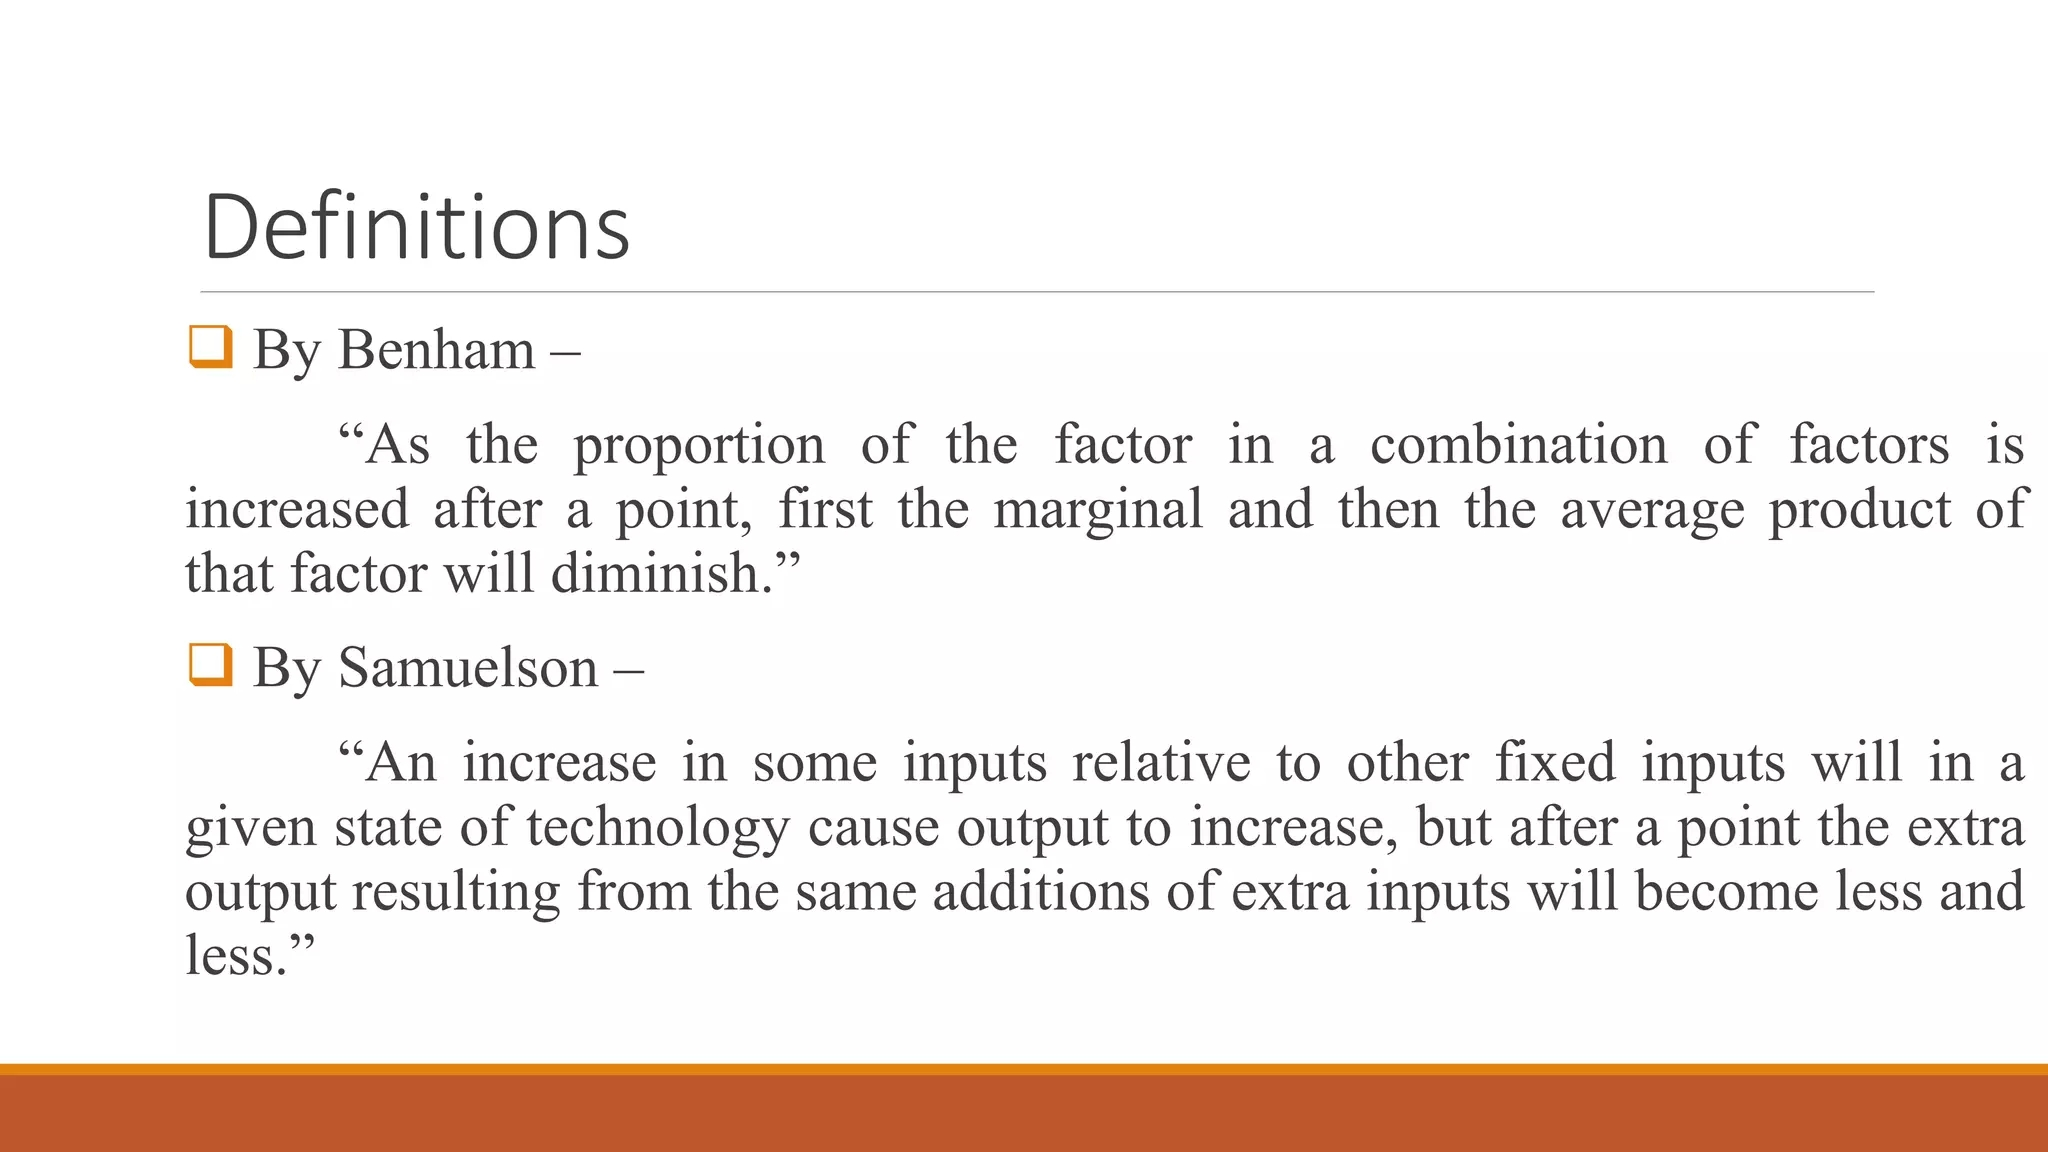 Definitions
By Benham –
“As the proportion of the factor in a combination of factors is
increased after a point, first the marginal and then the average product of
that factor will diminish.”
By Samuelson –
“An increase in some inputs relative to other fixed inputs will in a
given state of technology cause output to increase, but after a point the extra
output resulting from the same additions of extra inputs will become less and
less.”